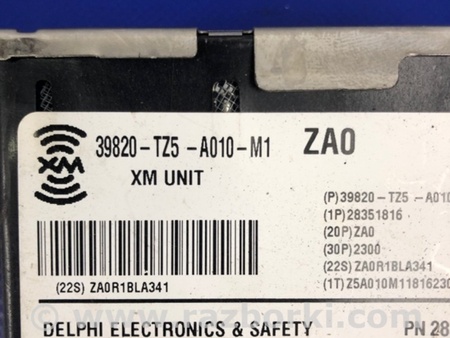 39820-TZ5-A010-M1 ZA0
XM
XM UNIT
(P)39820-TZ5-A010
(1P)28351816
(20P)ZA0
(30P)2300
(22S)ZA0R1BLA341
(1T)Z5A010M11816230
(22S) ZA0R1BLA341
www.razborki.com
DELPHI ELECTRONICS & SAFETY PN 28